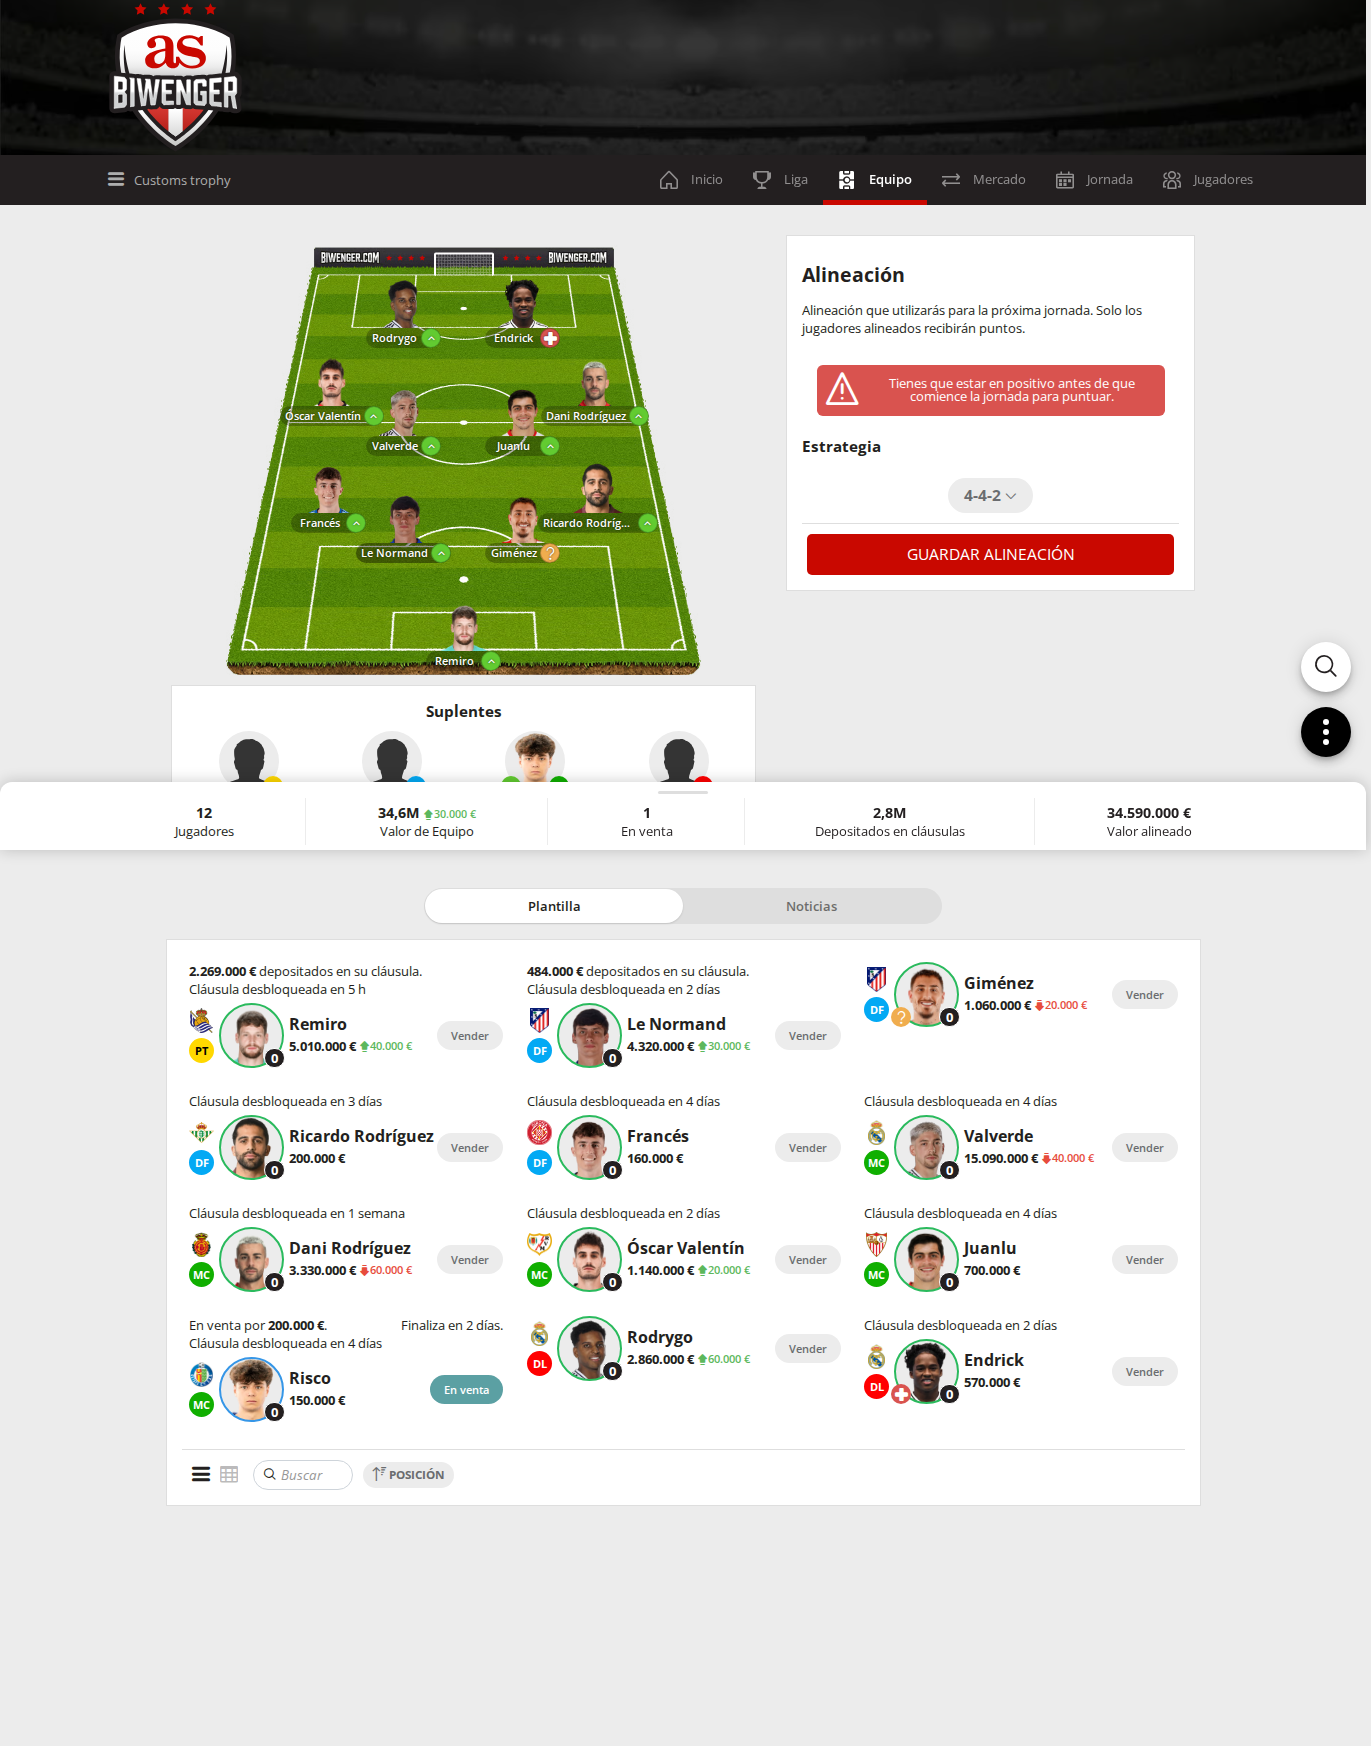 as
BIWENGER
Customs trophy
Inicio
Liga
Equipo
Mercado
Jornada
Jugadores
BIWENGER.COM
BIWENGER.COM
Rodrygo
Endrick
Óscar Valentín
Dani Rodríguez
Valverde
Juanlu
Francés
Ricardo Rodríg...
Le Normand
Giménez ?
Remiro
Alineación
Alineación que utilizarás para la próxima jornada. Solo los
jugadores alineados recibirán puntos.
Tienes que estar en positivo antes de que
comience la jornada para puntuar.
Estrategia
4-4-2
GUARDAR ALINEACIÓN
Suplentes
12
Jugadores
34,6M 30.000 €
Valor de Equipo
1
En venta
2,8M
Depositados en cláusulas
34.590.000 €
Valor alineado
Plantilla
Noticias
2.269.000 € depositados en su cláusula.
Cláusula desbloqueada en 5 h
PT
0
Remiro
5.010.000 € 40.000 €
Vender
484.000 € depositados en su cláusula.
Cláusula desbloqueada en 2 días
DF
0
Le Normand
4.320.000 € 30.000 €
Vender
DF
?
0
Giménez
1.060.000 € 20.000 €
Vender
Cláusula desbloqueada en 3 días
DF
0
Ricardo Rodríguez
200.000 €
Vender
Cláusula desbloqueada en 4 días
DF
0
Francés
160.000 €
Vender
Cláusula desbloqueada en 4 días
MC
0
Valverde
15.090.000 € 40.000 €
Vender
Cláusula desbloqueada en 1 semana
MC
0
Dani Rodríguez
3.330.000 € 60.000 €
Vender
Cláusula desbloqueada en 2 días
MC
0
Óscar Valentín
1.140.000 € 20.000 €
Vender
Cláusula desbloqueada en 4 días
MC
0
Juanlu
700.000 €
Vender
En venta por 200.000 €. Finaliza en 2 días.
Cláusula desbloqueada en 4 días
MC
0
Risco
150.000 €
En venta
DL
0
Rodrygo
2.860.000 € 60.000 €
Vender
Cláusula desbloqueada en 2 días
DL
0
Endrick
570.000 €
Vender
Buscar
POSICIÓN